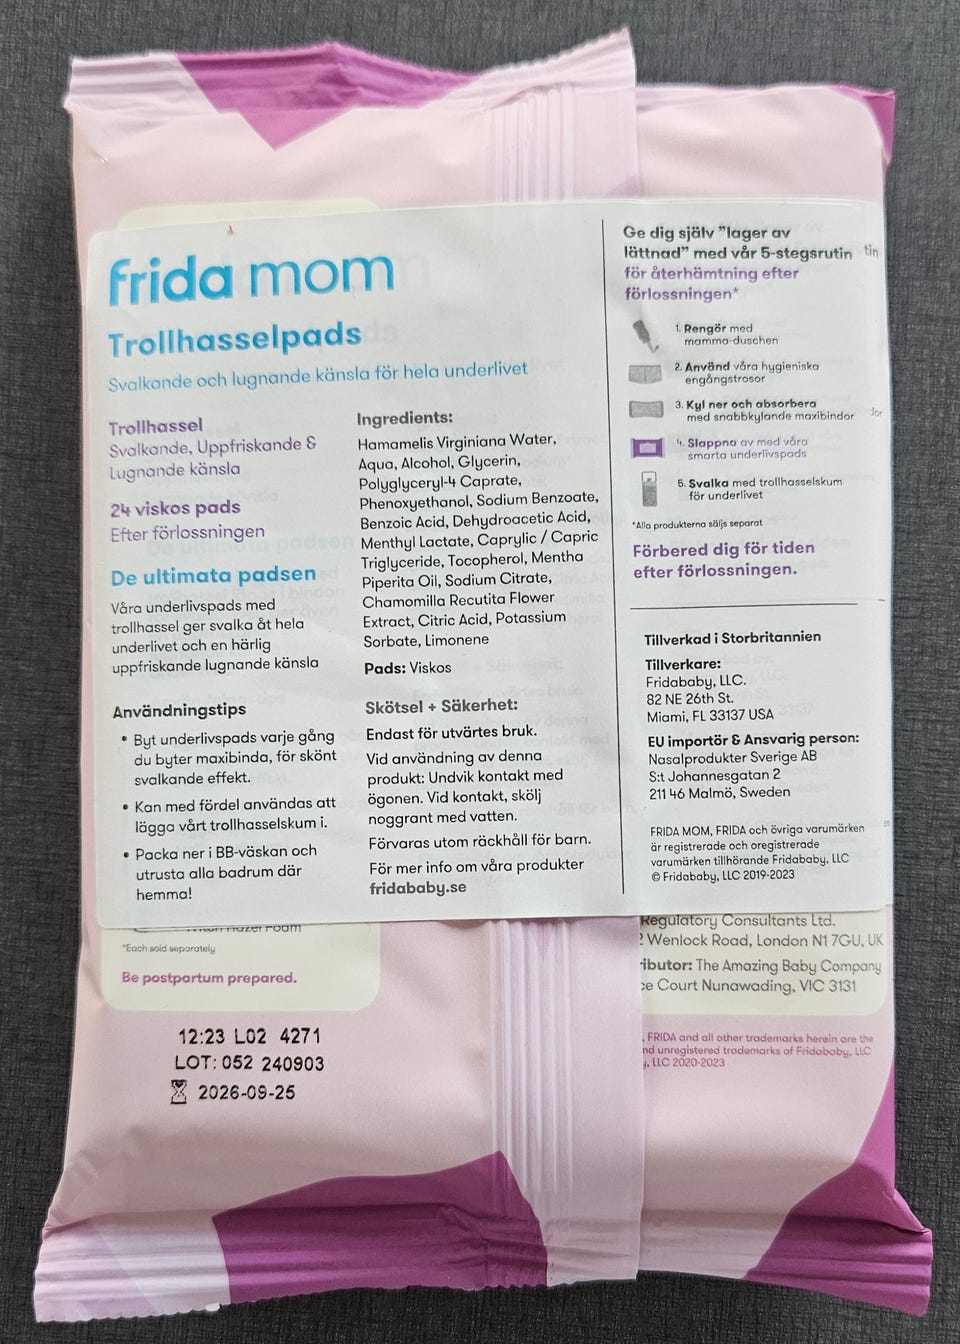 frida mom
Trollhasselpads
Svalkande och lugnande känsla för hela underlivet
Trollhassel
Svalkande, Uppfriskande &
Lugnande känsla
24 viskos pads
Efter förlossningen
De ultimata padsen
Våra underlivspads med
trollhassel ger svalka åt hela
underlivet och en härlig
uppfriskande lugnande känsla
Användningstips
• Byt underlivspads varje gång
du byter maxibinda, för skönt
svalkande effekt.
• Kan med fördel användas att
lägga vårt trollhasselskum i.
• Packa ner i BB-väskan och
utrusta alla badrum där
hemma!
Ingredients:
Hamamelis Virginiana Water,
Aqua, Alcohol, Glycerin,
Polyglyceryl-4 Caprate,
Phenoxyethanol, Sodium Benzoate,
Benzoic Acid, Dehydroacetic Acid,
Menthyl Lactate, Caprylic / Capric
Triglyceride, Tocopherol, Mentha
Piperita Oil, Sodium Citrate,
Chamomilla Recutita Flower
Extract, Citric Acid, Potassium
Sorbate, Limonene
Pads: Viskos
Skötsel + Säkerhet:
Endast för utvärtes bruk.
Vid användning av denna
produkt: Undvik kontakt med
ögonen. Vid kontakt, skölj
noggrant med vatten.
Förvaras utom räckhåll för barn.
För mer info om våra produkter
fridababy.se
Ge dig själv ”lager av
lättnad” med vår 5-stegsrutin
för återhämtning efter
förlossningen*
1. Rengör med
mamma-duschen
2. Använd våra hygieniska
engångstrosor
3. Kyl ner och absorbera
med snabbkylande maxibindor
4. Slappna av med våra
smarta underlivspads
5. Svalka med trollhasselskum
för underlivet
*Alla produkterna säljs separat
Förbered dig för tiden
efter förlossningen.
Tillverkad i Storbritannien
Tillverkare:
Fridababy, LLC.
82 NE 26th St.
Miami, FL 33137 USA
EU importör & Ansvarig person:
Nasalprodukter Sverige AB
S:t Johannesgatan 2
211 46 Malmö, Sweden
FRIDA MOM, FRIDA och övriga varumärken
är registrerade och oregistrerade
varumärken tillhörande Fridababy, LLC
© Fridababy, LLC 2019-2023
*Each sold separately
Be postpartum prepared.
12:23 L02 4271
LOT: 052 240903
2026-09-25
Regulatory Consultants Ltd.
Wenlock Road, London N1 7GU, UK
ributor: The Amazing Baby Company
ce Court Nunawading, VIC 3131
, FRIDA and all other trademarks herein are the
nd unregistered trademarks of Fridababy, LLC
, LLC 2020-2023